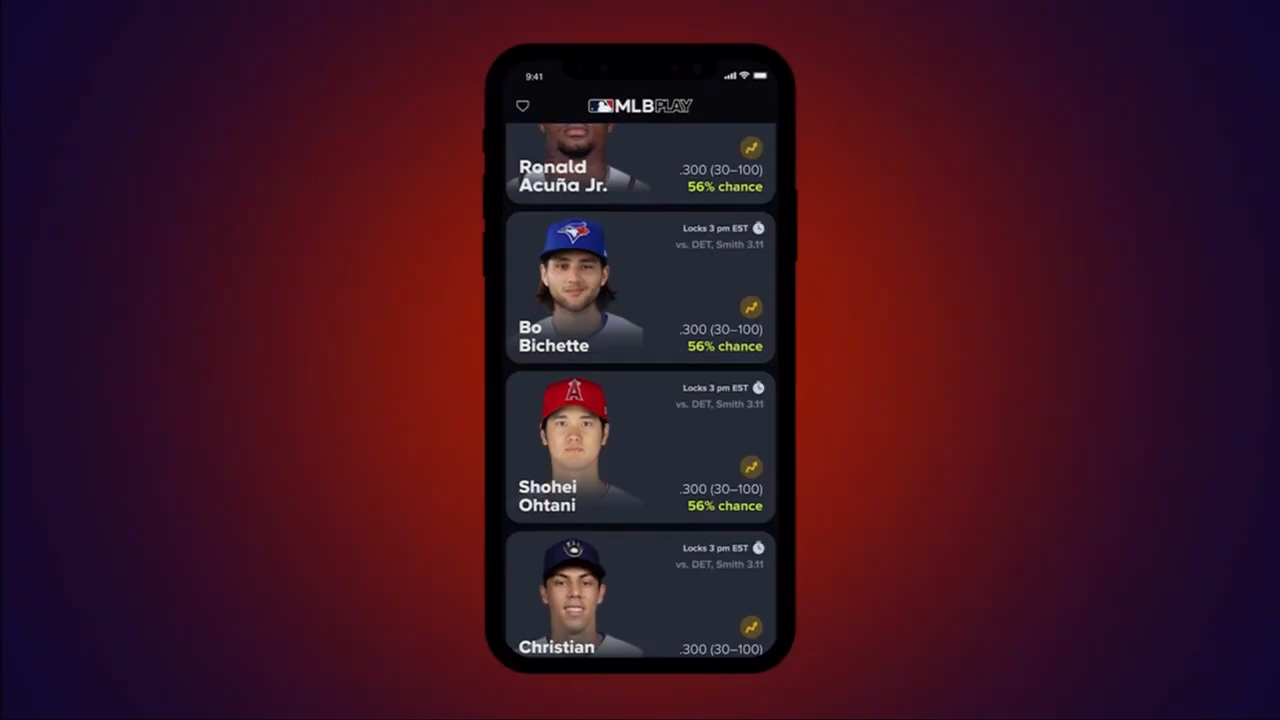 9:41
MLB PLAY
Ronald
Acuña Jr.
.300 (30–100)
56% chance
Locks 3 pm EST
vs. DET, Smith 3.11
Bo
Bichette
.300 (30–100)
56% chance
A
Locks 3 pm EST
vs. DET, Smith 3.11
Shohei
Ohtani
.300 (30–100)
56% chance
Locks 3 pm EST
vs. DET, Smith 3.11
Christian
.300 (30–100)